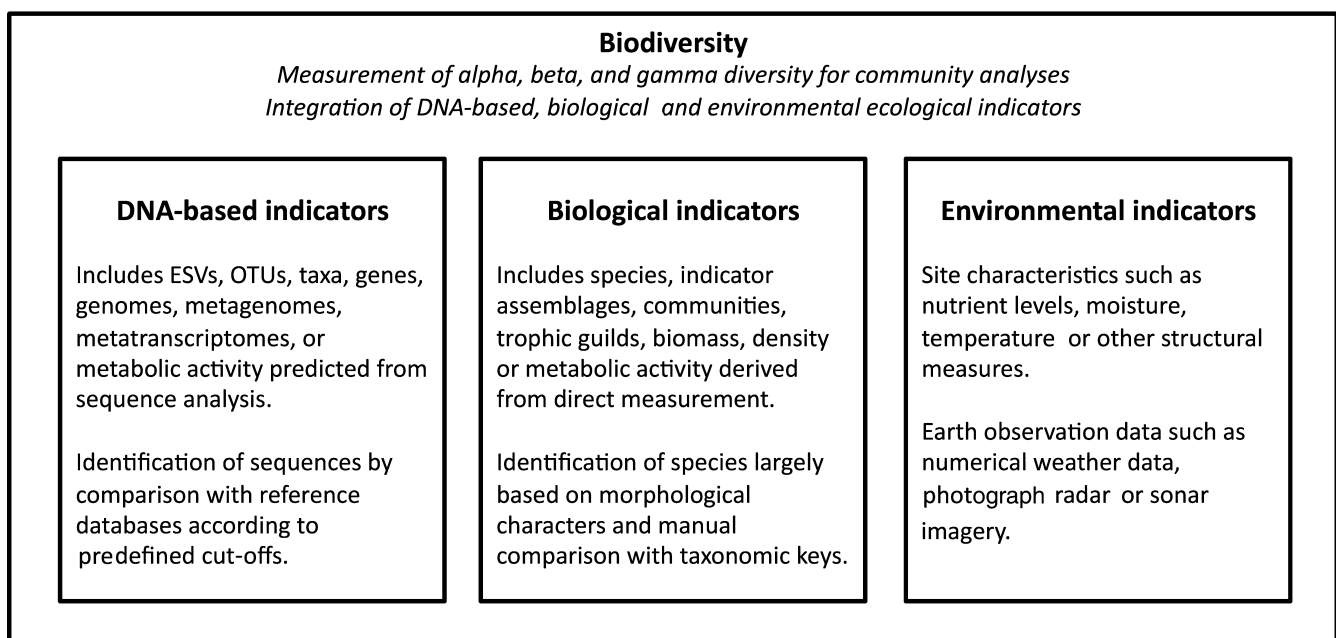 Biodiversity
Measurement of alpha, beta, and gamma diversity for community analyses
Integration of DNA-based, biological and environmental ecological indicators
DNA-based indicators
Includes ESVs, OTUs, taxa, genes,
genomes, metagenomes,
metatranscriptomes, or
metabolic activity predicted from
sequence analysis.
Identification of sequences by
comparison with reference
databases according to
predefined cut-offs.
Biological indicators
Includes species, indicator
assemblages, communities,
trophic guilds, biomass, density
or metabolic activity derived
from direct measurement.
Identification of species largely
based on morphological
characters and manual
comparison with taxonomic keys.
Environmental indicators
Site characteristics such as
nutrient levels, moisture,
temperature or other structural
measures.
Earth observation data such as
numerical weather data,
photograph radar or sonar
imagery.